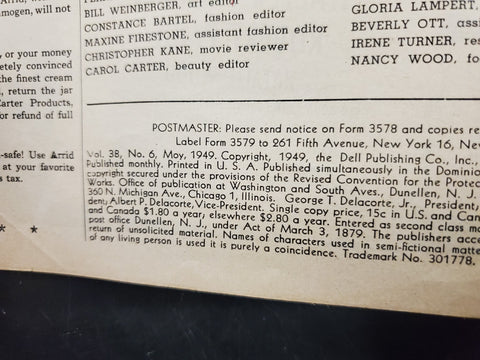 imogen, will not
, or your money
etely convinced
the finest cream
, return the jar
Carter Products,
or refund of full
-safe! Use Arrid
at your favorite
s tax.
* *
BILL WEINBERGER, art editor
CONSTANCE BARTEL, fashion editor
MAXINE FIRESTONE, assistant fashion editor
CHRISTOPHER KANE, movie reviewer
CAROL CARTER, beauty editor
GLORIA LAMPERT,
BEVERLY OTT, assi
IRENE TURNER, res
NANCY WOOD, fo
POSTMASTER: Please send notice on Form 3578 and copies re
Label Form 3579 to 261 Fifth Avenue, New York 16, New
Vol. 38, No. 6, May, 1949. Copyright, 1949, the Dell Publishing Co., Inc.,
Published monthly. Printed in U. S. A. Published simultaneously in the Dominio
copyright secured under the provisions of the Revised Convention for the Prote
Works. Office of publication at Washington and South Aves., Dunellen, N. J.
360 N. Michigan Ave., Chicago 1, Illinois. George T. Delacorte, Jr., President;
dent; Albert P. Delacorte, Vice-President. Single copy price, 15c in U.S. and Can
and Canada $1.80 a year; elsewhere $2.80 a year. Entered as second class ma
post office Dunellen, N. J., under Act of March 3, 1879. The publishers acce
return of unsolicited material. Names of characters used in semi-fictional matte
of any living person is used it is purely a coincidence. Trademark No. 301778.